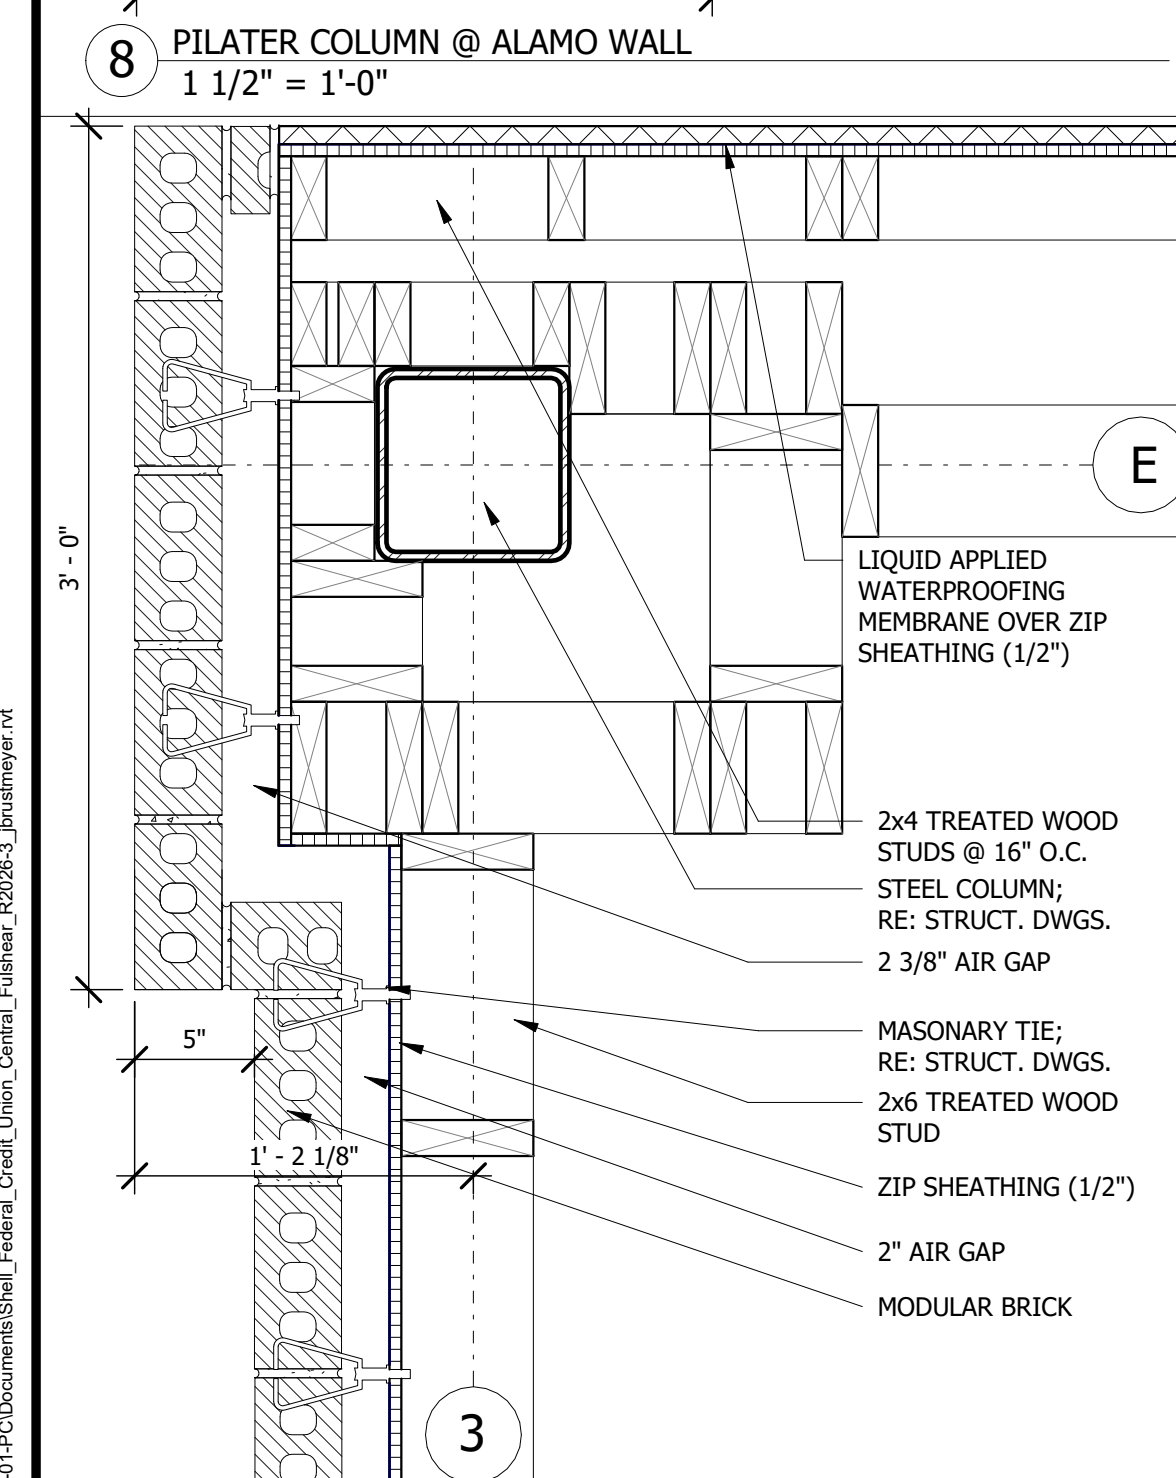 8
PILATER COLUMN @ ALAMO WALL
1 1/2" = 1'-0"
3' - 0"
E
LIQUID APPLIED
WATERPROOFING
MEMBRANE OVER ZIP
SHEATHING (1/2")
2x4 TREATED WOOD
STUDS @ 16" O.C.
STEEL COLUMN;
RE: STRUCT. DWGS.
2 3/8" AIR GAP
MASONARY TIE;
RE: STRUCT. DWGS.
2x6 TREATED WOOD
STUD
ZIP SHEATHING (1/2")
2" AIR GAP
MODULAR BRICK
5"
1' - 2 1/8"
3
-01-PC\Documents\Shell_Federal_Credit_Union_Central_Fulshear_R2026-3_jbrustmeyer.rvt